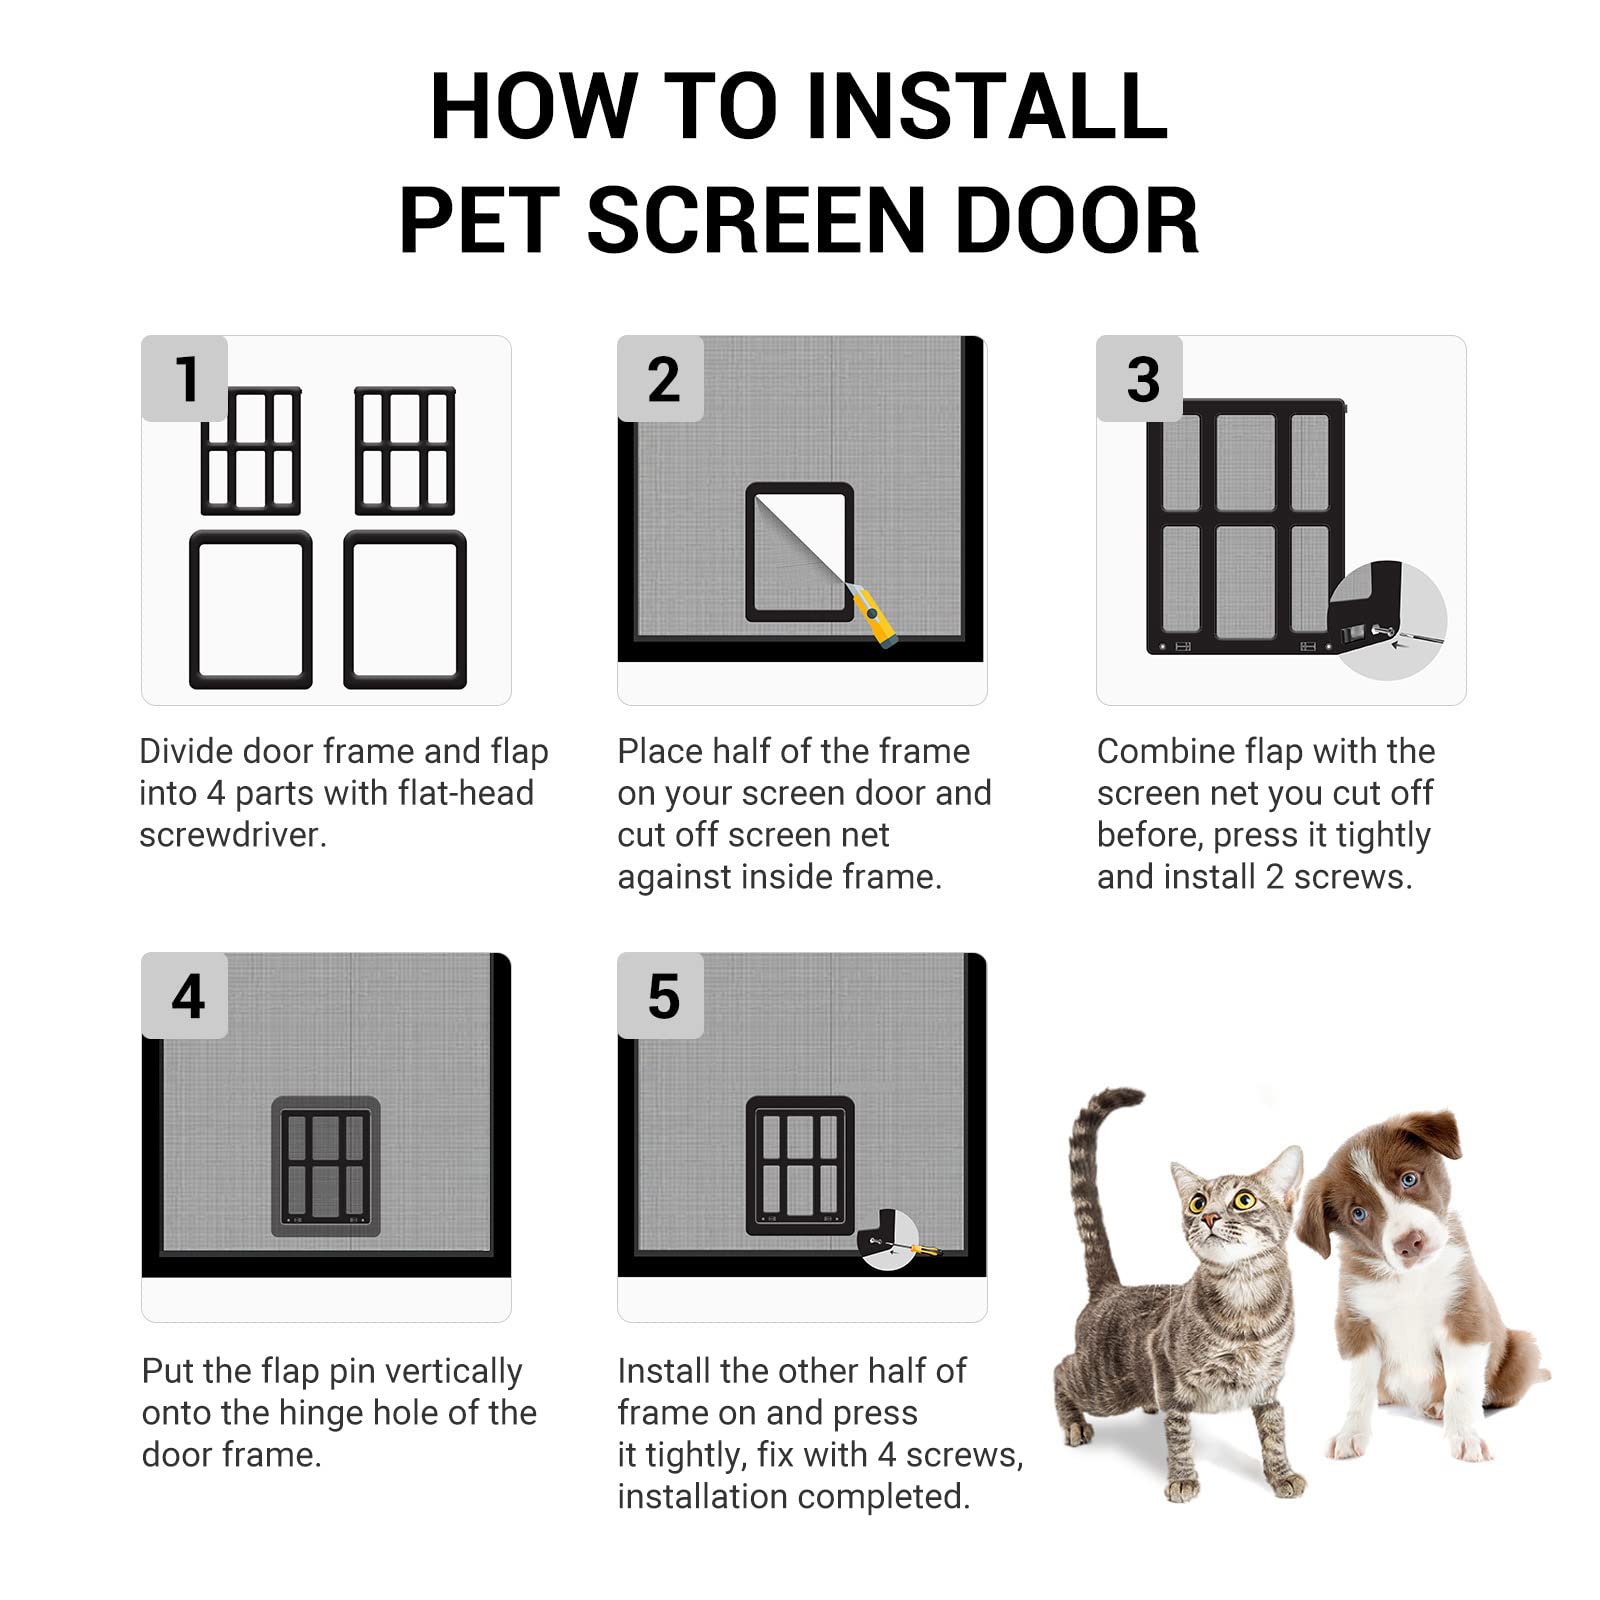 HOW TO INSTALL
PET SCREEN DOOR
1
Divide door frame and flap
into 4 parts with flat-head
screwdriver.
2
Place half of the frame
on your screen door and
cut off screen net
against inside frame.
3
Combine flap with the
screen net you cut off
before, press it tightly
and install 2 screws.
4
Put the flap pin vertically
onto the hinge hole of the
door frame.
5
Install the other half of
frame on and press
it tightly, fix with 4 screws,
installation completed.